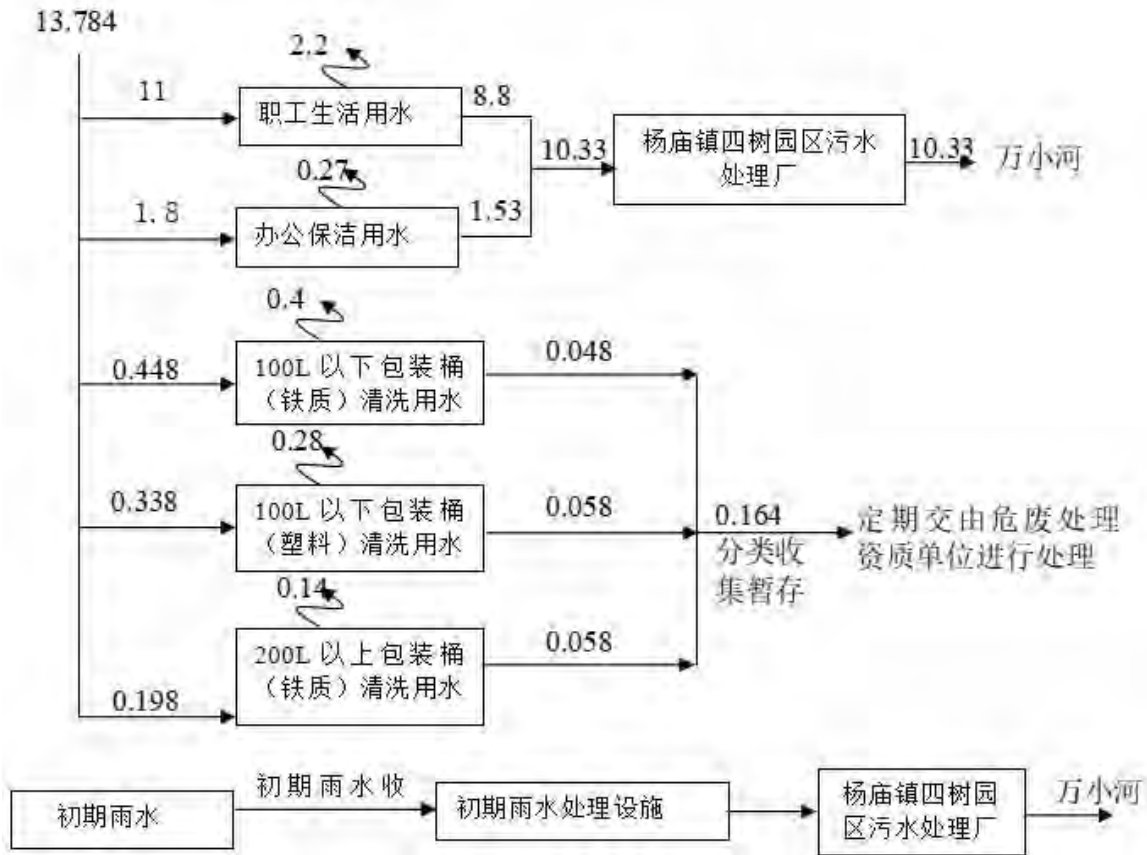 13.784
2.2
11
职工生活用水
8.8
0.27
1.8
办公保洁用水
1.53
10.33
杨庙镇四树园区污水
处理厂
10.33
万小河
0.4
0.448
100L 以下包装桶
（铁质）清洗用水
0.048
0.28
0.338
100L 以下包装桶
（塑料）清洗用水
0.058
0.14
0.198
200L 以上包装桶
（铁质）清洗用水
0.058
0.164
分类收
集暂存
定期交由危废处理
资质单位进行处理
初期雨水
初期雨水收
初期雨水处理设施
杨庙镇四树园
区污水处理厂
万小河